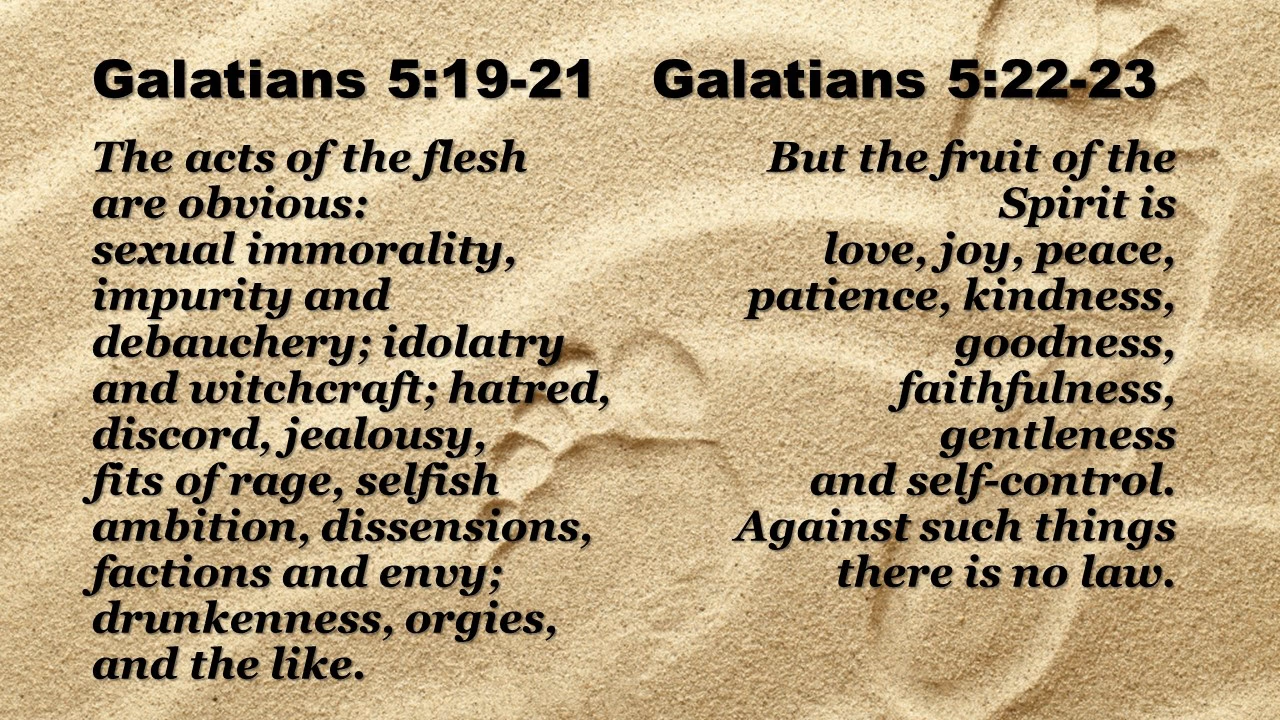 Galatians 5:19-21
The acts of the flesh
are obvious:
sexual immorality,
impurity and
debauchery; idolatry
and witchcraft; hatred,
discord, jealousy,
fits of rage, selfish
ambition, dissensions,
factions and envy;
drunkenness, orgies,
and the like.
Galatians 5:22-23
But the fruit of the
Spirit is
love, joy, peace,
patience, kindness,
goodness,
faithfulness,
gentleness
and self-control.
Against such things
there is no law.